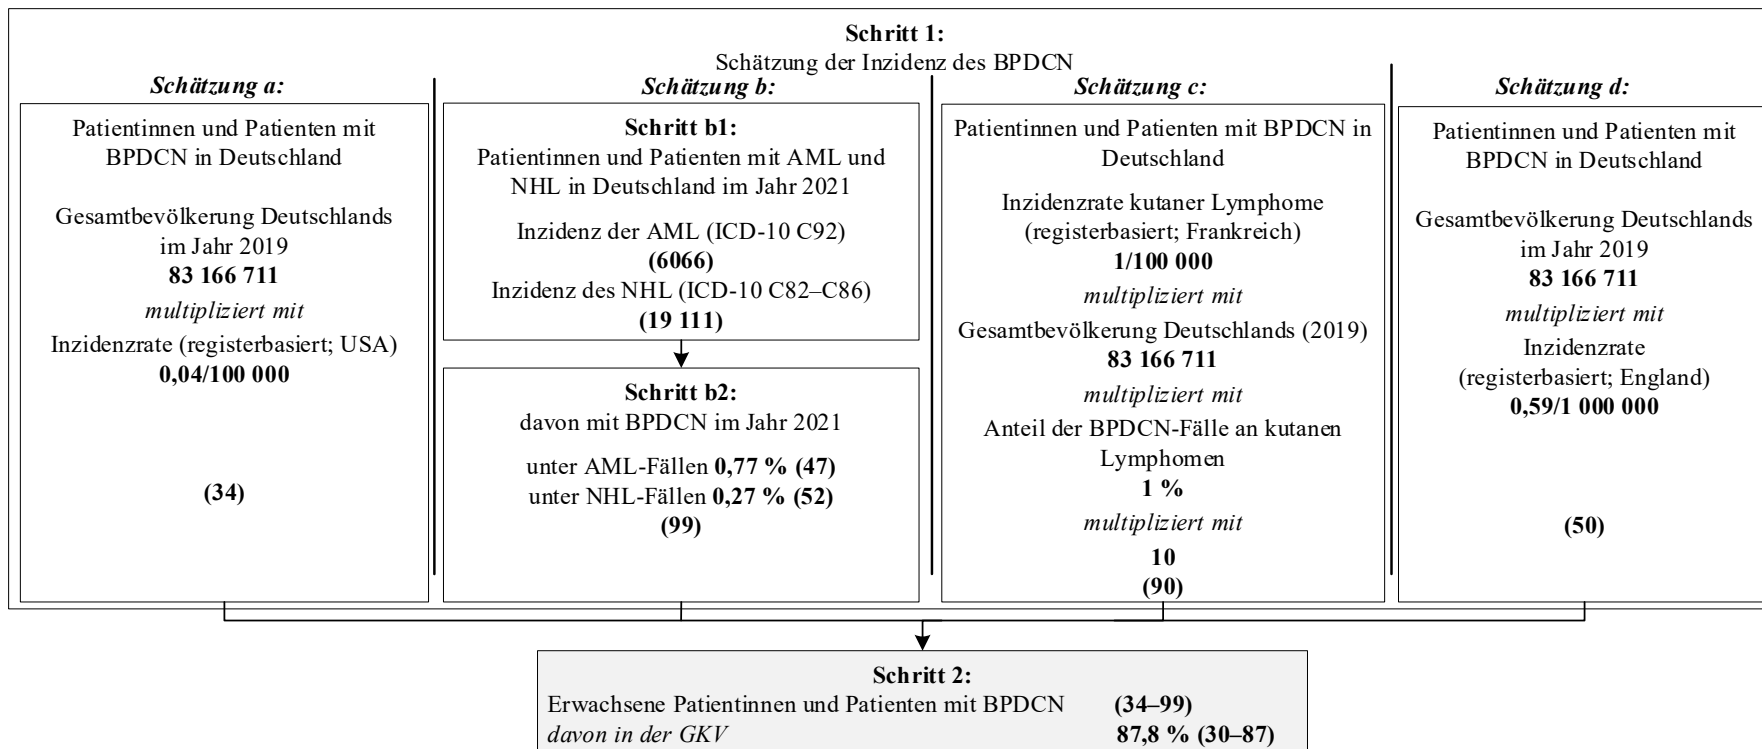 Schritt 1:
Schätzung der Inzidenz des BPDCN
Schätzung a:
Patientinnen und Patienten mit
BPDCN in Deutschland
Gesamtbevölkerung Deutschlands
im Jahr 2019
83 166 711
multipliziert mit
Inzidenzrate (registerbasiert; USA)
0,04/100 000
(34)
Schätzung b:
Schritt b1:
Patientinnen und Patienten mit AML und
NHL in Deutschland im Jahr 2021
Inzidenz der AML (ICD-10 C92)
(6066)
Inzidenz des NHL (ICD-10 C82–C86)
(19 111)
Schritt b2:
davon mit BPDCN im Jahr 2021
unter AML-Fällen 0,77 % (47)
unter NHL-Fällen 0,27 % (52)
(99)
Schätzung c:
Patientinnen und Patienten mit BPDCN in
Deutschland
Inzidenzrate kutaner Lymphome
(registerbasiert; Frankreich)
1/100 000
multipliziert mit
Gesamtbevölkerung Deutschlands (2019)
83 166 711
multipliziert mit
Anteil der BPDCN-Fälle an kutanen
Lymphomen
1 %
multipliziert mit
10
(90)
Schätzung d:
Patientinnen und Patienten mit
BPDCN in Deutschland
Gesamtbevölkerung Deutschlands
im Jahr 2019
83 166 711
multipliziert mit
Inzidenzrate
(registerbasiert; England)
0,59/1 000 000
(50)
Schritt 2:
Erwachsene Patientinnen und Patienten mit BPDCN (34–99)
davon in der GKV 87,8 % (30–87)